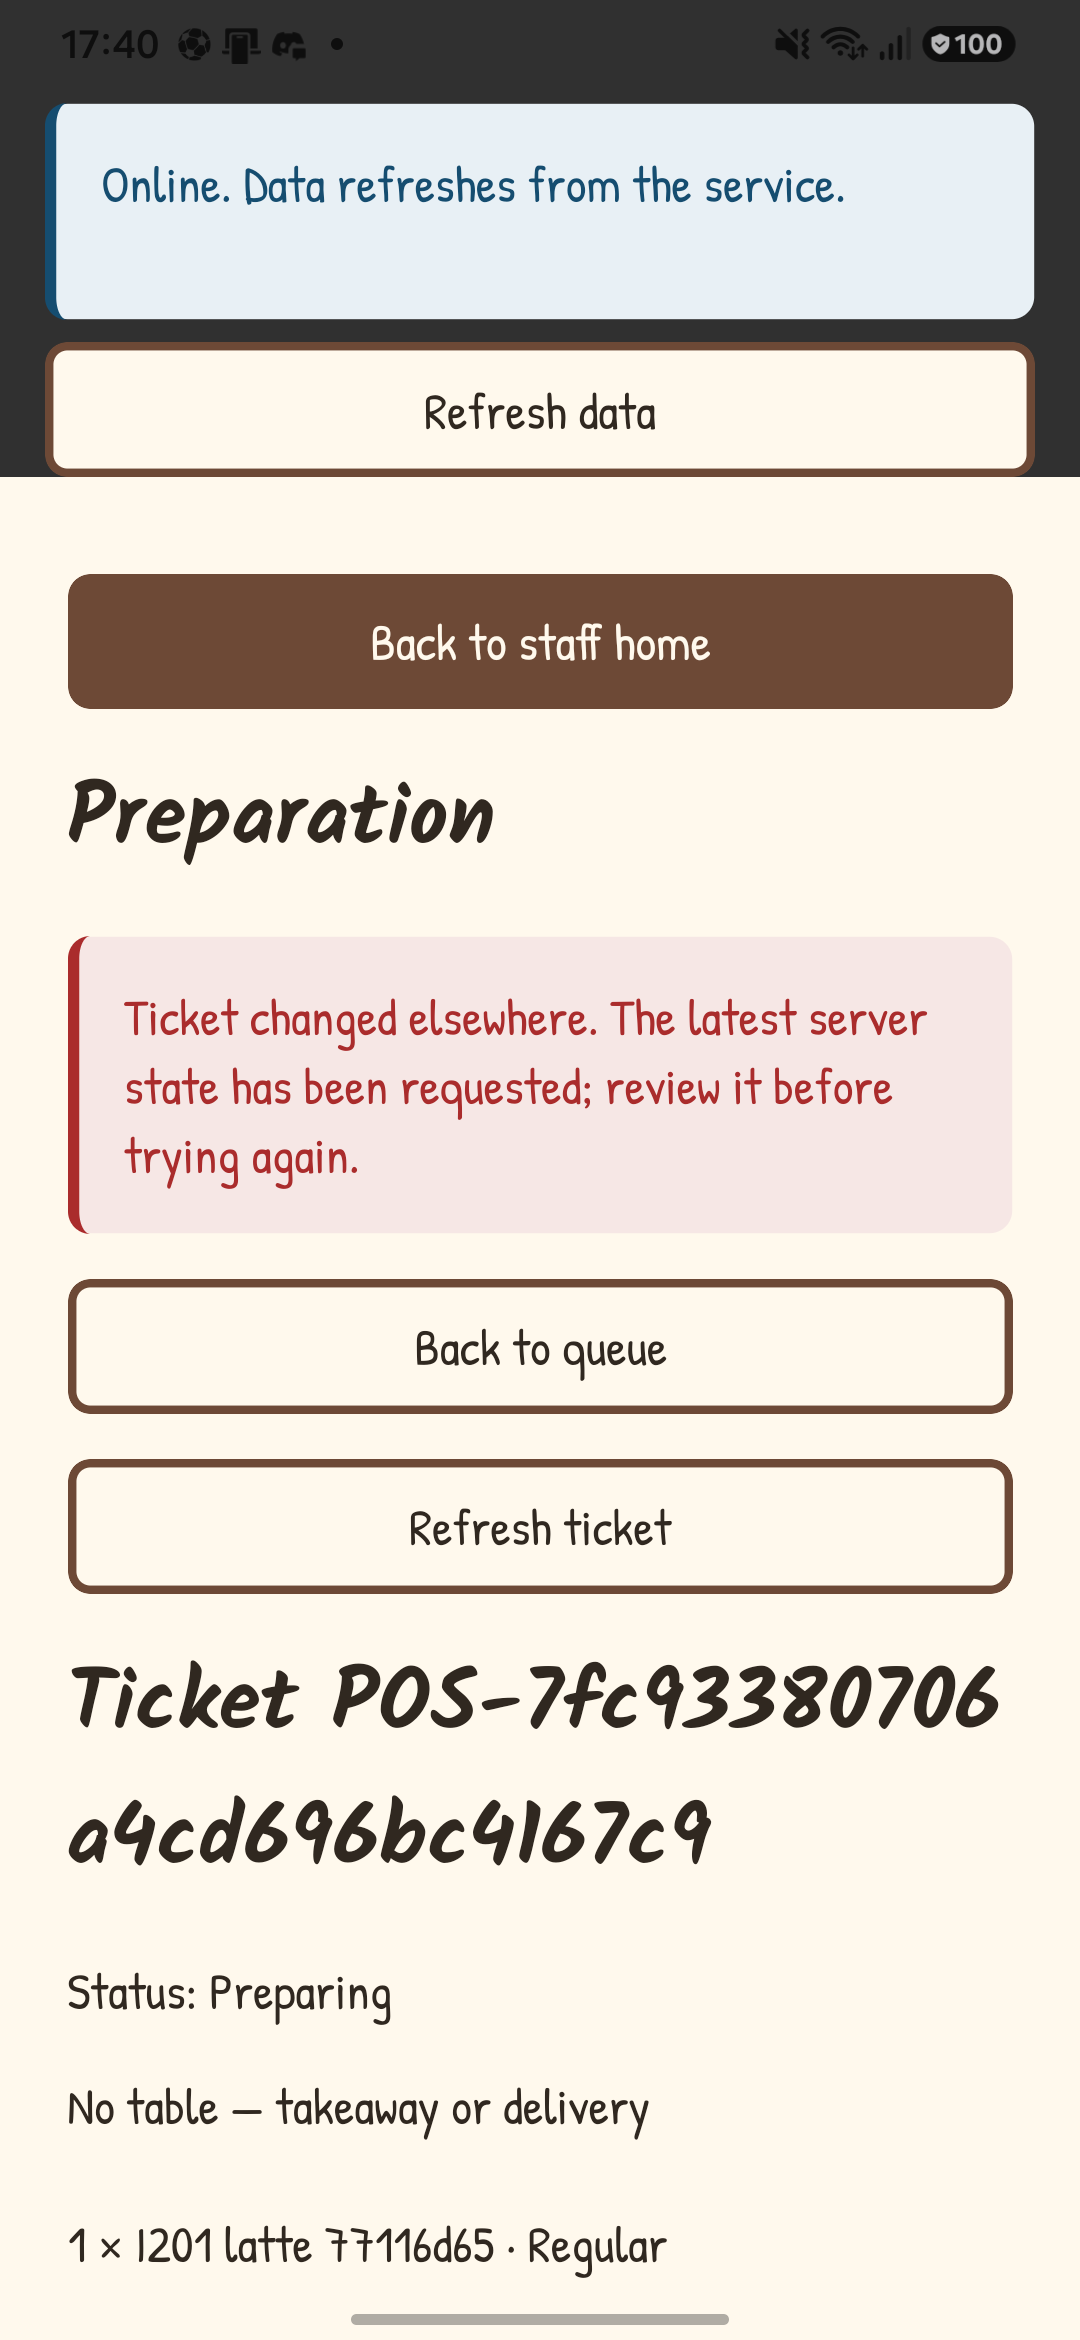 17:40
100
Online. Data refreshes from the service.
Refresh data
Back to staff home
Preparation
Ticket changed elsewhere. The latest server
state has been requested; review it before
trying again.
Back to queue
Refresh ticket
Ticket POS-7fc93380706
a4cd696bc4167c9
Status: Preparing
No table — takeaway or delivery
1 × 1201 latte 77116d65 · Regular